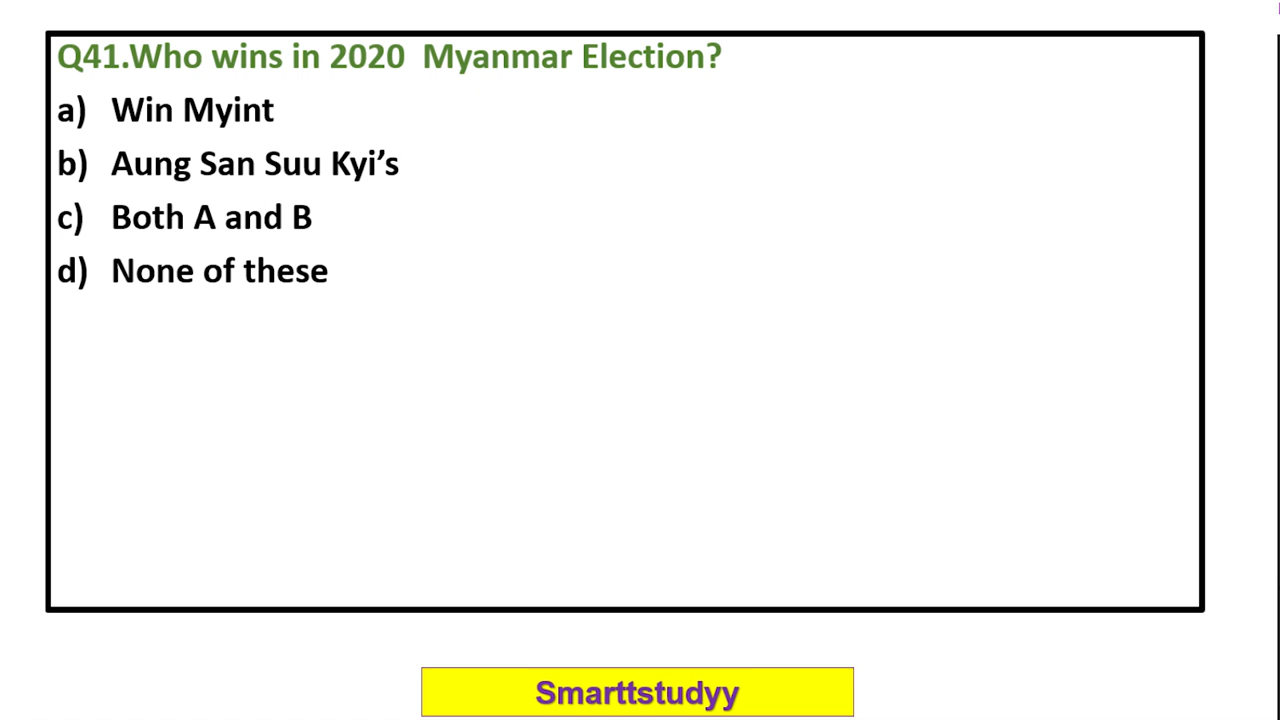 Q41.Who wins in 2020  Myanmar Election?
a) Win Myint
b) Aung San Suu Kyi’s
c) Both A and B
d) None of these
Smarttstudyy